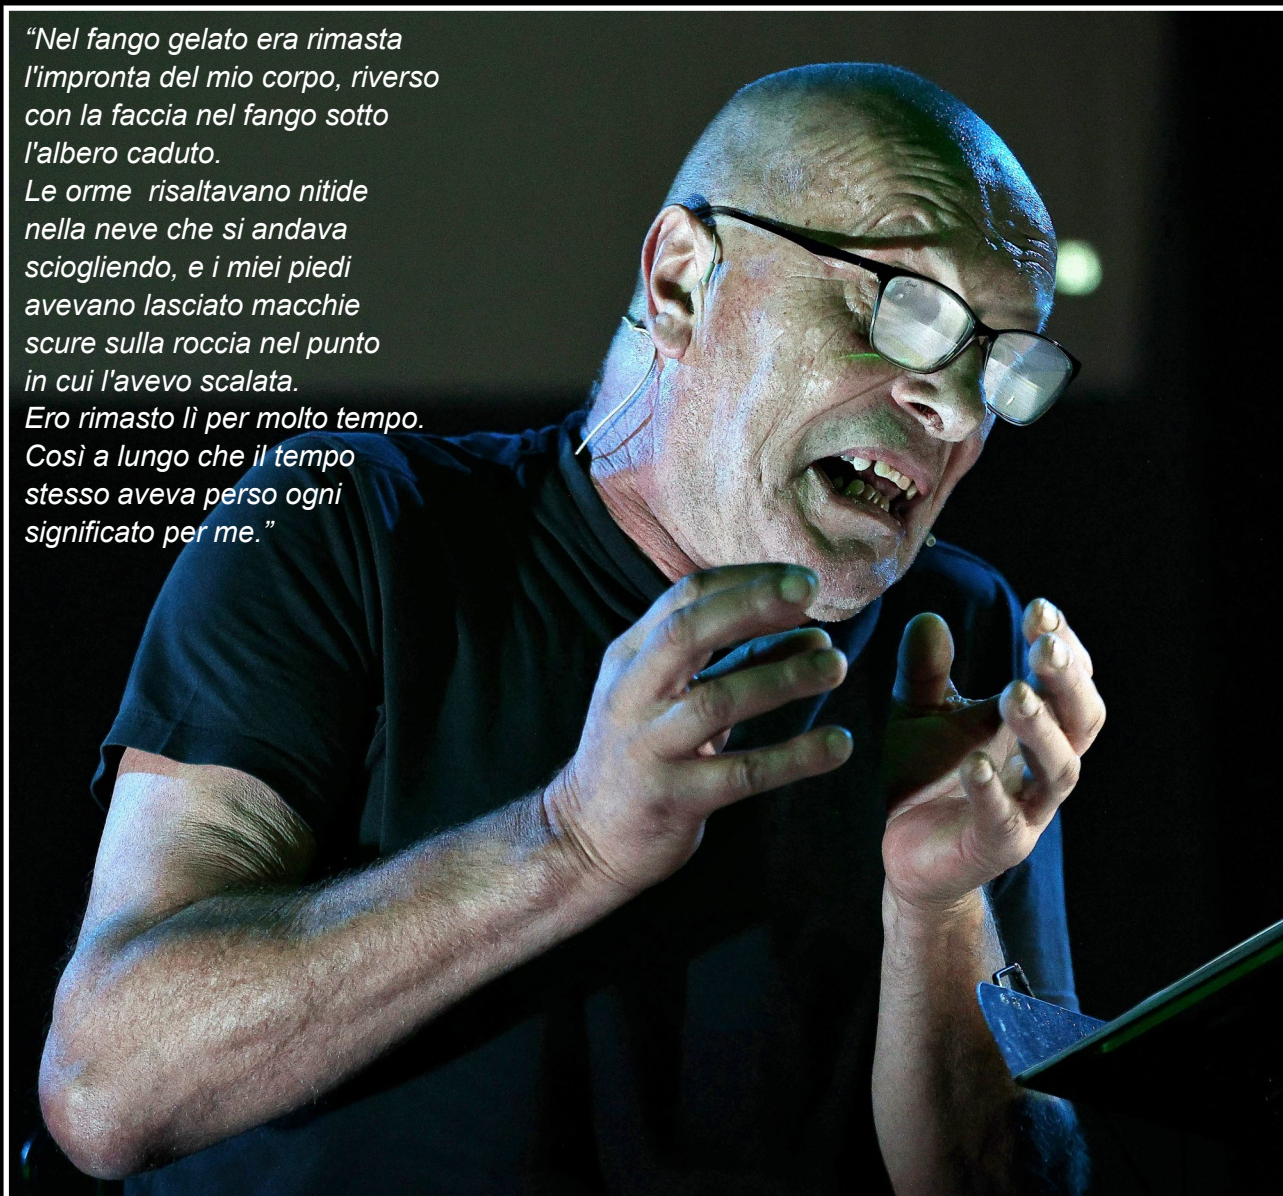 “Nel fango gelato era rimasta
l'impronta del mio corpo, riverso
con la faccia nel fango sotto
l'albero caduto.
Le orme  risaltavano nitide
nella neve che si andava
sciogliendo, e i miei piedi
avevano lasciato macchie
scure sulla roccia nel punto
in cui l'avevo scalata.
Ero rimasto lì per molto tempo.
Così a lungo che il tempo
stesso aveva perso ogni
significato per me.”